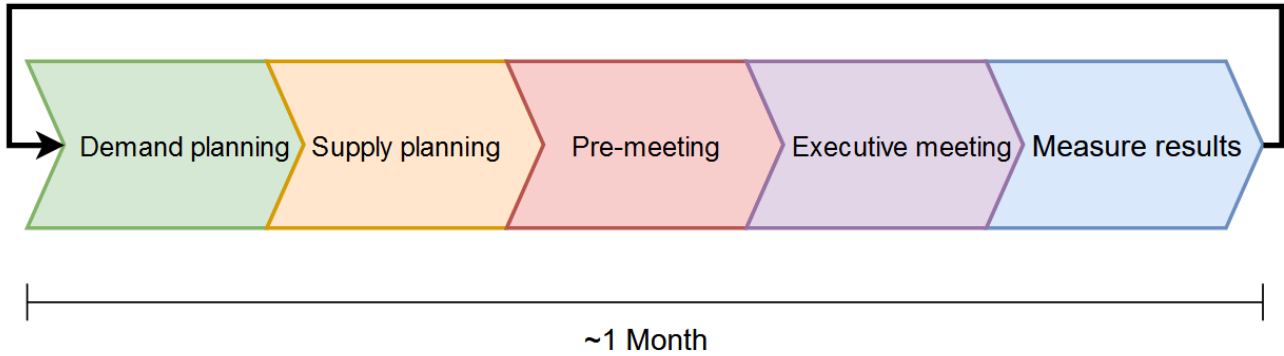 Demand planning
Supply planning
Pre-meeting
Executive meeting
Measure results
~1 Month